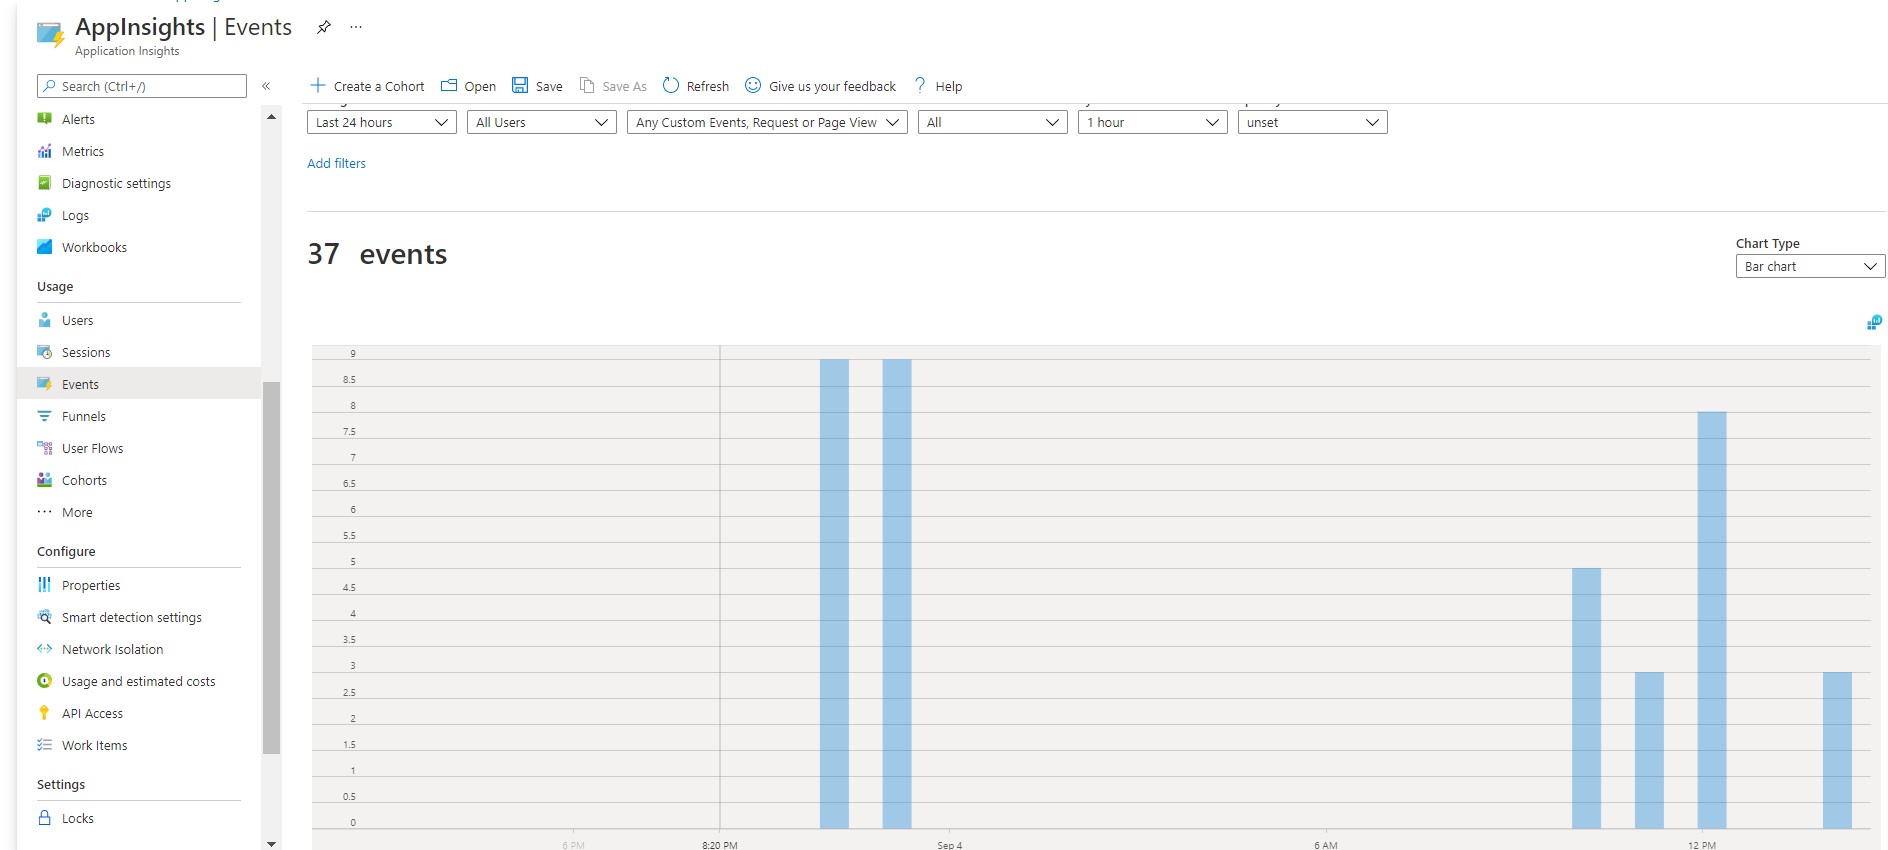 AppInsights | Events
Application Insights
Search (Ctrl+/)
Alerts
Metrics
Diagnostic settings
Logs
Workbooks
Usage
Users
Sessions
Events
Funnels
User Flows
Cohorts
More
Configure
Properties
Smart detection settings
Network Isolation
Usage and estimated costs
API Access
Work Items
Settings
Locks
Create a Cohort Open Save Save As Refresh Give us your feedback Help
Last 24 hours All Users Any Custom Events, Request or Page View All 1 hour unset
Add filters
37 events
Chart Type
Bar chart
9
8.5
8
7.5
7
6.5
6
5.5
5
4.5
4
3.5
3
2.5
2
1.5
1
0.5
0
6 PM 8:20 PM Sep 4 6 AM 12 PM